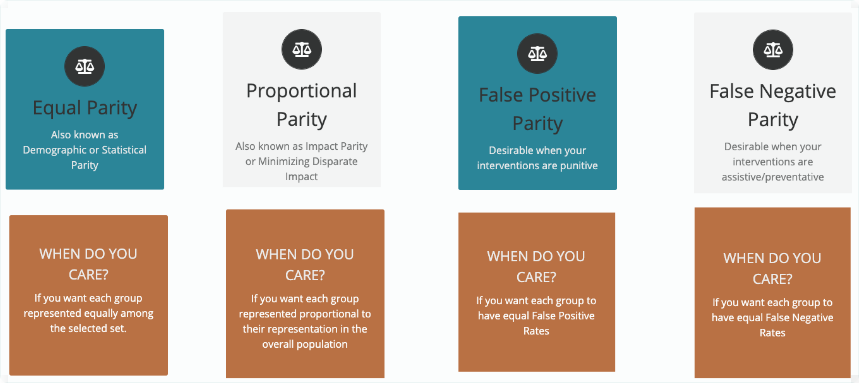 Equal Parity
Also known as
Demographic or Statistical
Parity
Proportional
Parity
Also known as Impact Parity
or Minimizing Disparate
Impact
False Positive
Parity
Desirable when your
interventions are punitive
False Negative
Parity
Desirable when your
interventions are
assistive/preventative
WHEN DO YOU
CARE?
If you want each group
represented equally among
the selected set.
WHEN DO YOU
CARE?
If you want each group
represented proportional to
their representation in the
overall population
WHEN DO YOU
CARE?
If you want each group to
have equal False Positive
Rates
WHEN DO YOU
CARE?
If you want each group to
have equal False Negative
Rates